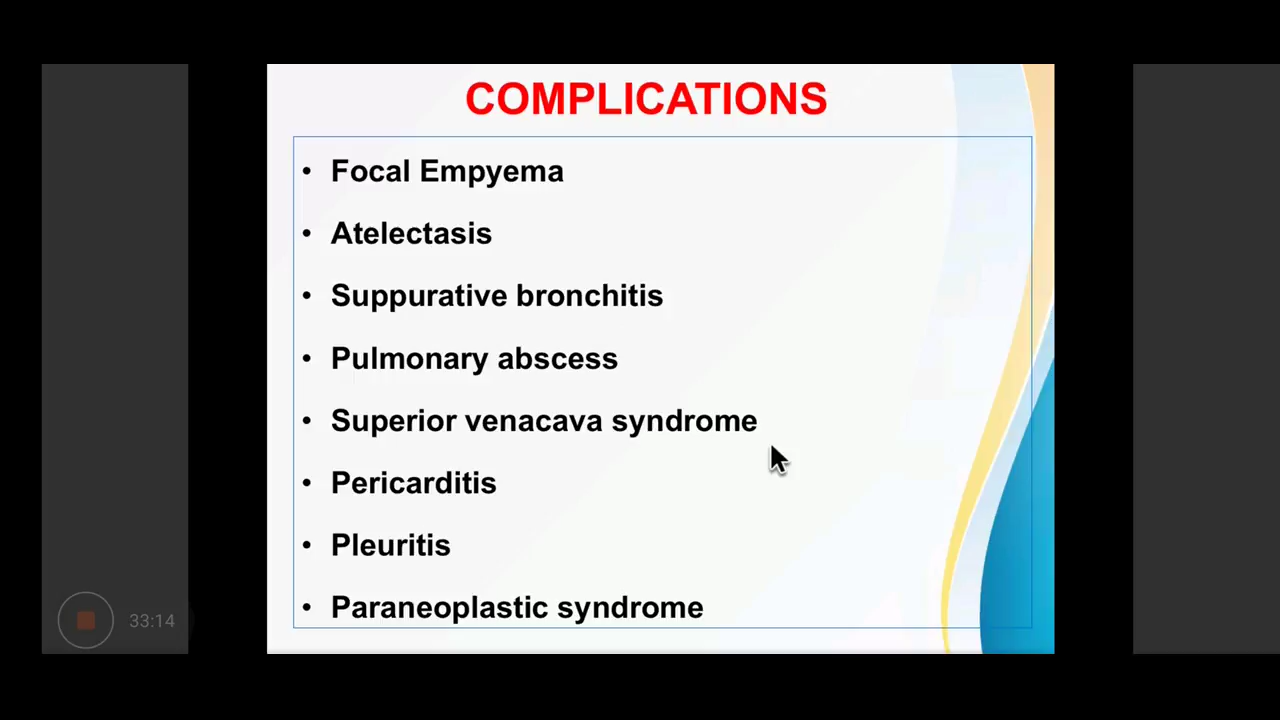 COMPLICATIONS
• Focal Empyema
• Atelectasis
• Suppurative bronchitis
• Pulmonary abscess
• Superior venacava syndrome
• Pericarditis
• Pleuritis
• Paraneoplastic syndrome
33:14